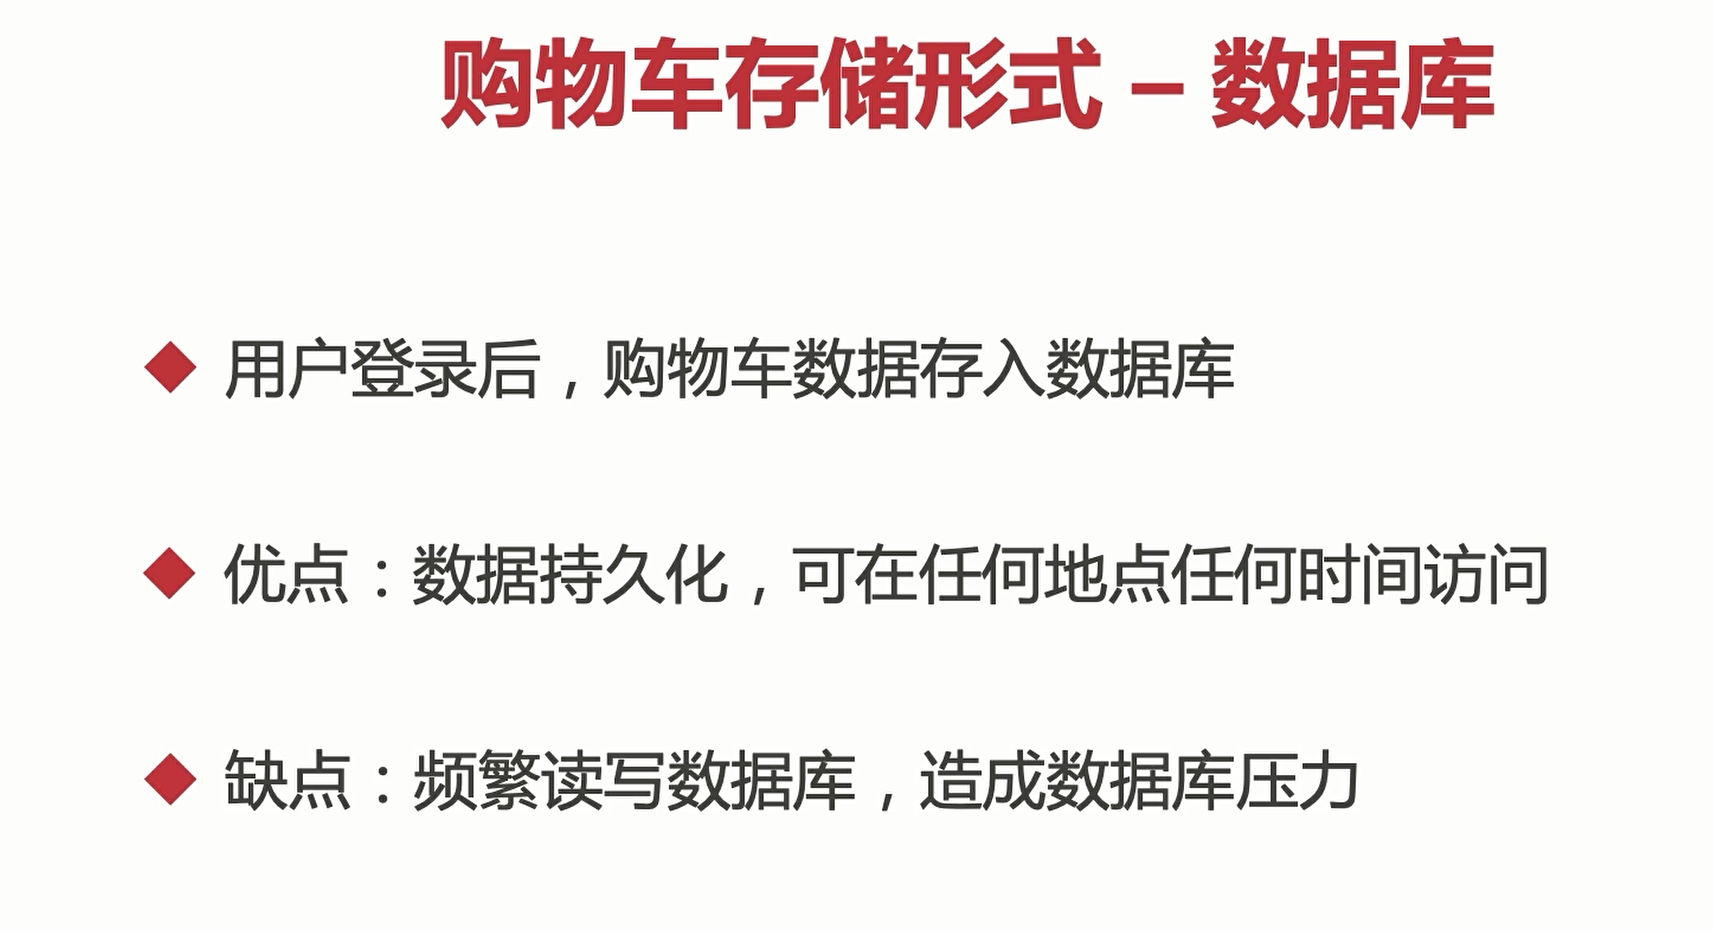 购物车存储形式 – 数据库
用户登录后，购物车数据存入数据库
优点：数据持久化，可在任何地点任何时间访问
缺点：频繁读写数据库，造成数据库压力